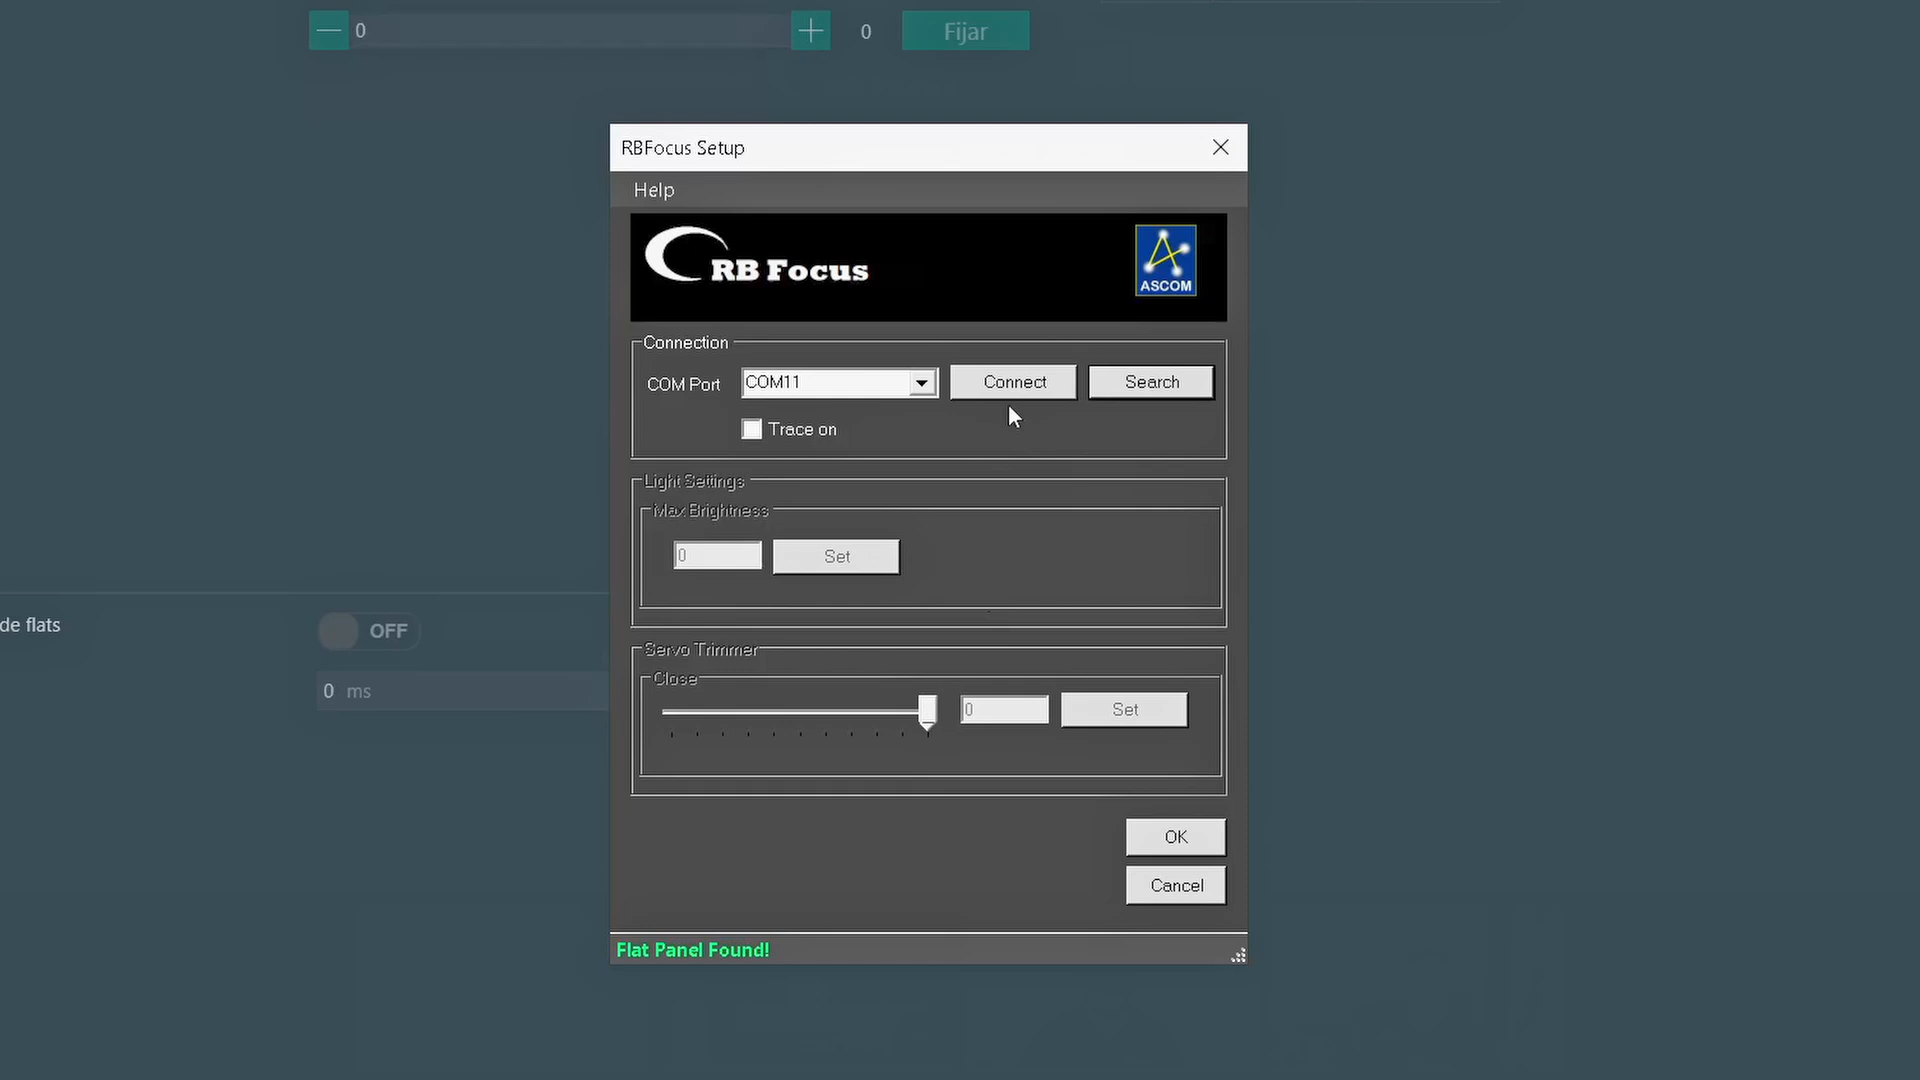 0
0
Fijar
RBFocus Setup
Help
RB Focus
ASCOM
Connection
COM Port
COM11
Connect
Search
Trace on
Light Settings
Max Brightness
0
Set
de flats
OFF
0 ms
Servo Trimmer
Close
0
Set
OK
Cancel
Flat Panel Found!